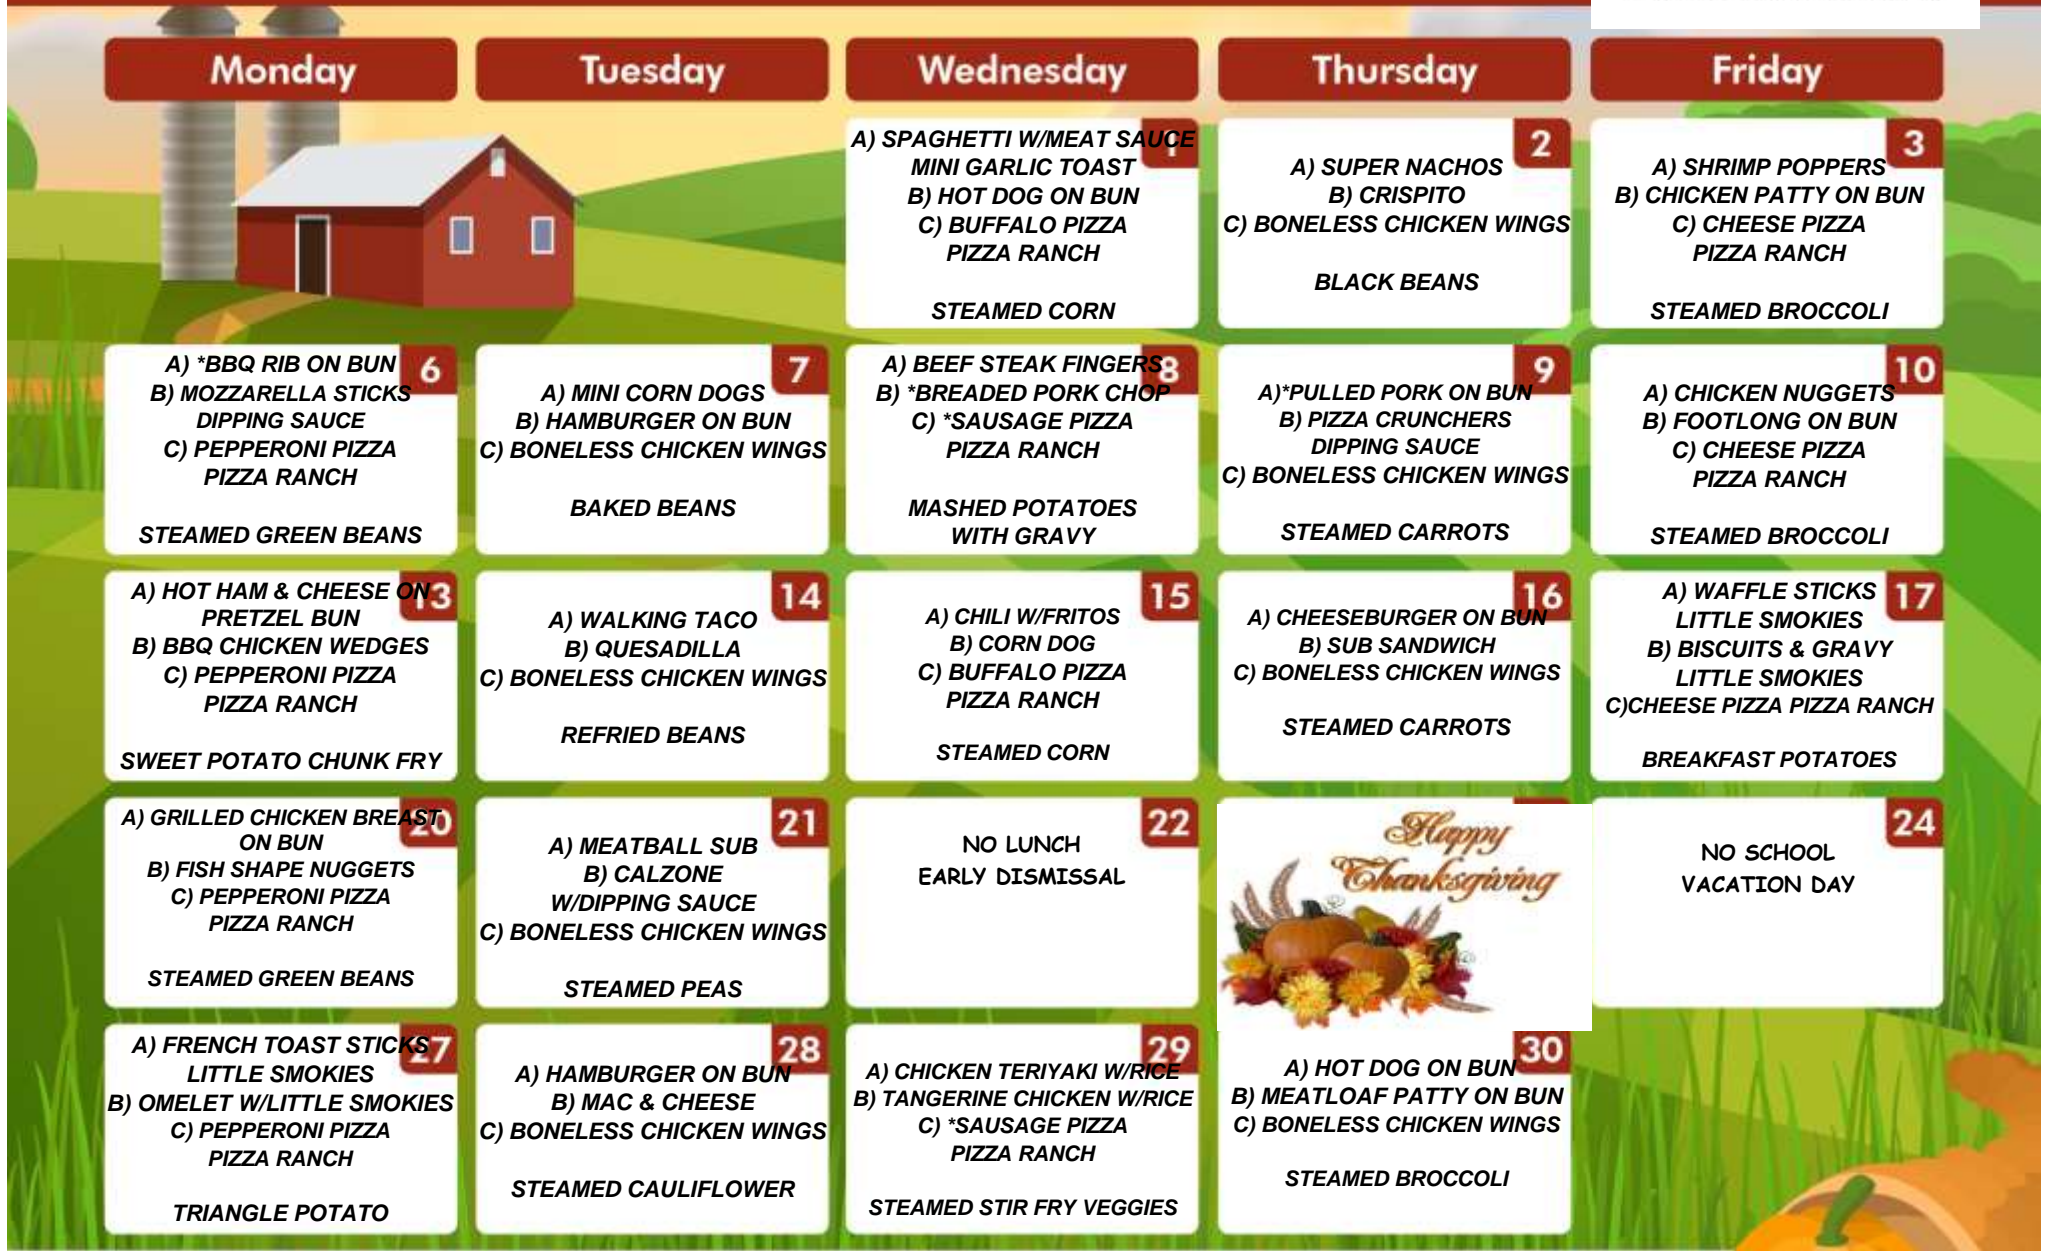 Monday
Tuesday
Wednesday
Thursday
Friday
1
A) SPAGHETTI W/MEAT SAUCE
MINI GARLIC TOAST
B) HOT DOG ON BUN
C) BUFFALO PIZZA
PIZZA RANCH
STEAMED CORN
2
A) SUPER NACHOS
B) CRISPITO
C) BONELESS CHICKEN WINGS
BLACK BEANS
3
A) SHRIMP POPPERS
B) CHICKEN PATTY ON BUN
C) CHEESE PIZZA
PIZZA RANCH
STEAMED BROCCOLI
6
A) *BBQ RIB ON BUN
B) MOZZARELLA STICKS
DIPPING SAUCE
C) PEPPERONI PIZZA
PIZZA RANCH
STEAMED GREEN BEANS
7
A) MINI CORN DOGS
B) HAMBURGER ON BUN
C) BONELESS CHICKEN WINGS
BAKED BEANS
8
A) BEEF STEAK FINGERS
B) *BREADED PORK CHOP
C) *SAUSAGE PIZZA
PIZZA RANCH
MASHED POTATOES
WITH GRAVY
9
A)*PULLED PORK ON BUN
B) PIZZA CRUNCHERS
DIPPING SAUCE
C) BONELESS CHICKEN WINGS
STEAMED CARROTS
10
A) CHICKEN NUGGETS
B) FOOTLONG ON BUN
C) CHEESE PIZZA
PIZZA RANCH
STEAMED BROCCOLI
13
A) HOT HAM & CHEESE ON
PRETZEL BUN
B) BBQ CHICKEN WEDGES
C) PEPPERONI PIZZA
PIZZA RANCH
SWEET POTATO CHUNK FRY
14
A) WALKING TACO
B) QUESADILLA
C) BONELESS CHICKEN WINGS
REFRIED BEANS
15
A) CHILI W/FRITOS
B) CORN DOG
C) BUFFALO PIZZA
PIZZA RANCH
STEAMED CORN
16
A) CHEESEBURGER ON BUN
B) SUB SANDWICH
C) BONELESS CHICKEN WINGS
STEAMED CARROTS
17
A) WAFFLE STICKS
LITTLE SMOKIES
B) BISCUITS & GRAVY
LITTLE SMOKIES
C)CHEESE PIZZA PIZZA RANCH
BREAKFAST POTATOES
20
A) GRILLED CHICKEN BREAST
ON BUN
B) FISH SHAPE NUGGETS
C) PEPPERONI PIZZA
PIZZA RANCH
STEAMED GREEN BEANS
21
A) MEATBALL SUB
B) CALZONE
W/DIPPING SAUCE
C) BONELESS CHICKEN WINGS
STEAMED PEAS
22
NO LUNCH
EARLY DISMISSAL
Happy
Thanksgiving
24
NO SCHOOL
VACATION DAY
27
A) FRENCH TOAST STICKS
LITTLE SMOKIES
B) OMELET W/LITTLE SMOKIES
C) PEPPERONI PIZZA
PIZZA RANCH
TRIANGLE POTATO
28
A) HAMBURGER ON BUN
B) MAC & CHEESE
C) BONELESS CHICKEN WINGS
STEAMED CAULIFLOWER
29
A) CHICKEN TERIYAKI W/RICE
B) TANGERINE CHICKEN W/RICE
C) *SAUSAGE PIZZA
PIZZA RANCH
STEAMED STIR FRY VEGGIES
30
A) HOT DOG ON BUN
B) MEATLOAF PATTY ON BUN
C) BONELESS CHICKEN WINGS
STEAMED BROCCOLI